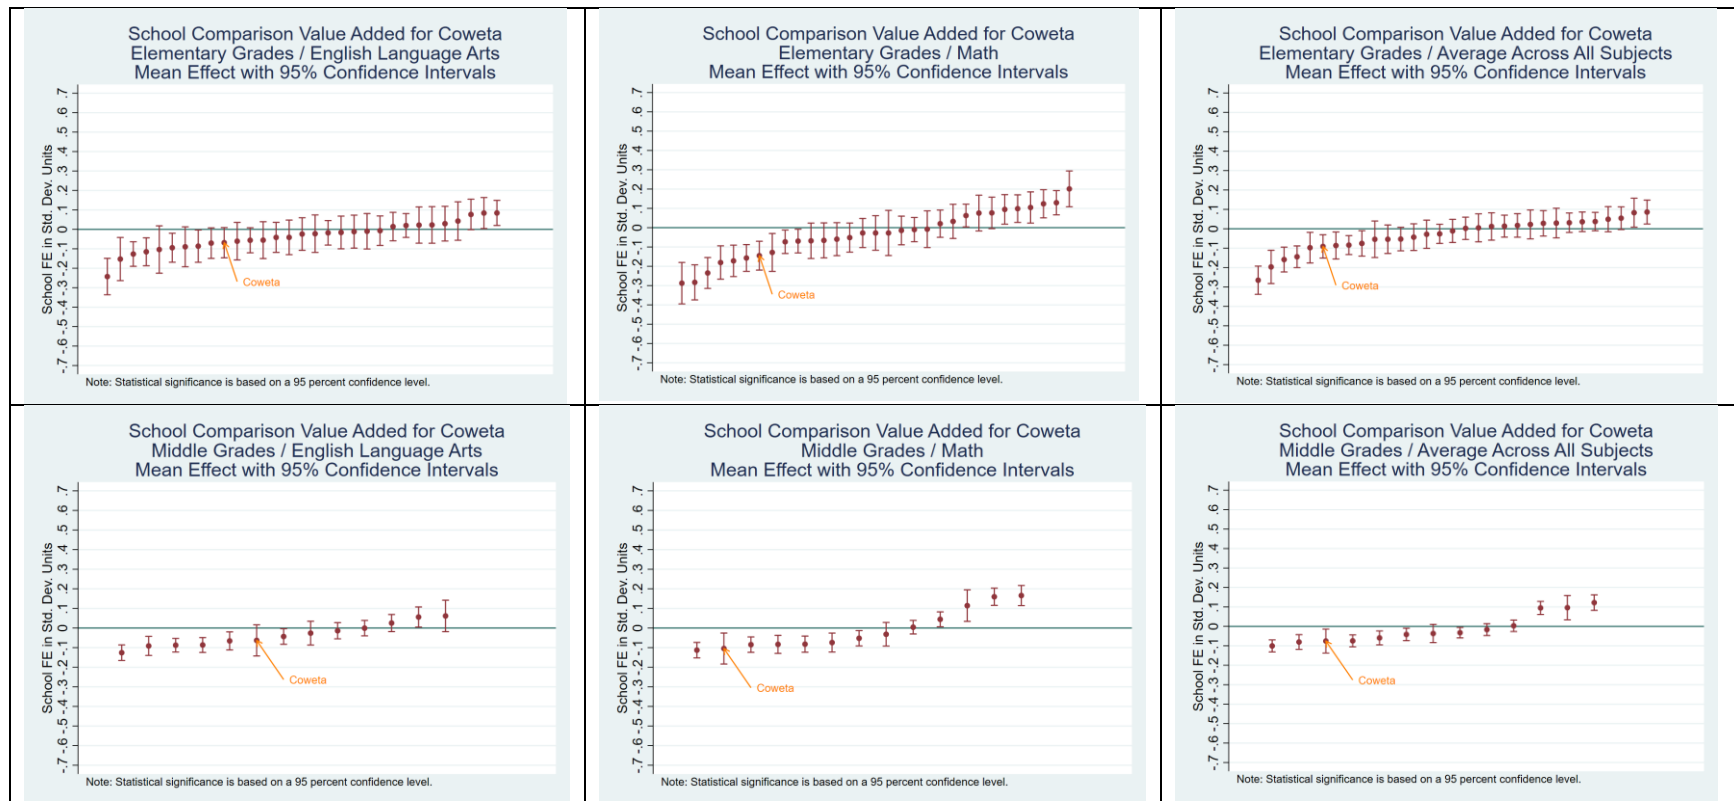 School Comparison Value Added for Coweta
Elementary Grades / English Language Arts
Mean Effect with 95% Confidence Intervals
School FE in Std. Dev. Units
-.7 -.6 -.5 -.4 -.3 -.2 -.1 0 .1 .2 .3 .4 .5 .6 .7
Coweta
Note: Statistical significance is based on a 95 percent confidence level.
School Comparison Value Added for Coweta
Elementary Grades / Math
Mean Effect with 95% Confidence Intervals
School FE in Std. Dev. Units
-.7 -.6 -.5 -.4 -.3 -.2 -.1 0 .1 .2 .3 .4 .5 .6 .7
Coweta
Note: Statistical significance is based on a 95 percent confidence level.
School Comparison Value Added for Coweta
Elementary Grades / Average Across All Subjects
Mean Effect with 95% Confidence Intervals
School FE in Std. Dev. Units
-.7 -.6 -.5 -.4 -.3 -.2 -.1 0 .1 .2 .3 .4 .5 .6 .7
Coweta
Note: Statistical significance is based on a 95 percent confidence level.
School Comparison Value Added for Coweta
Middle Grades / English Language Arts
Mean Effect with 95% Confidence Intervals
School FE in Std. Dev. Units
-.7 -.6 -.5 -.4 -.3 -.2 -.1 0 .1 .2 .3 .4 .5 .6 .7
Coweta
Note: Statistical significance is based on a 95 percent confidence level.
School Comparison Value Added for Coweta
Middle Grades / Math
Mean Effect with 95% Confidence Intervals
School FE in Std. Dev. Units
-.7 -.6 -.5 -.4 -.3 -.2 -.1 0 .1 .2 .3 .4 .5 .6 .7
Coweta
Note: Statistical significance is based on a 95 percent confidence level.
School Comparison Value Added for Coweta
Middle Grades / Average Across All Subjects
Mean Effect with 95% Confidence Intervals
School FE in Std. Dev. Units
-.7 -.6 -.5 -.4 -.3 -.2 -.1 0 .1 .2 .3 .4 .5 .6 .7
Coweta
Note: Statistical significance is based on a 95 percent confidence level.